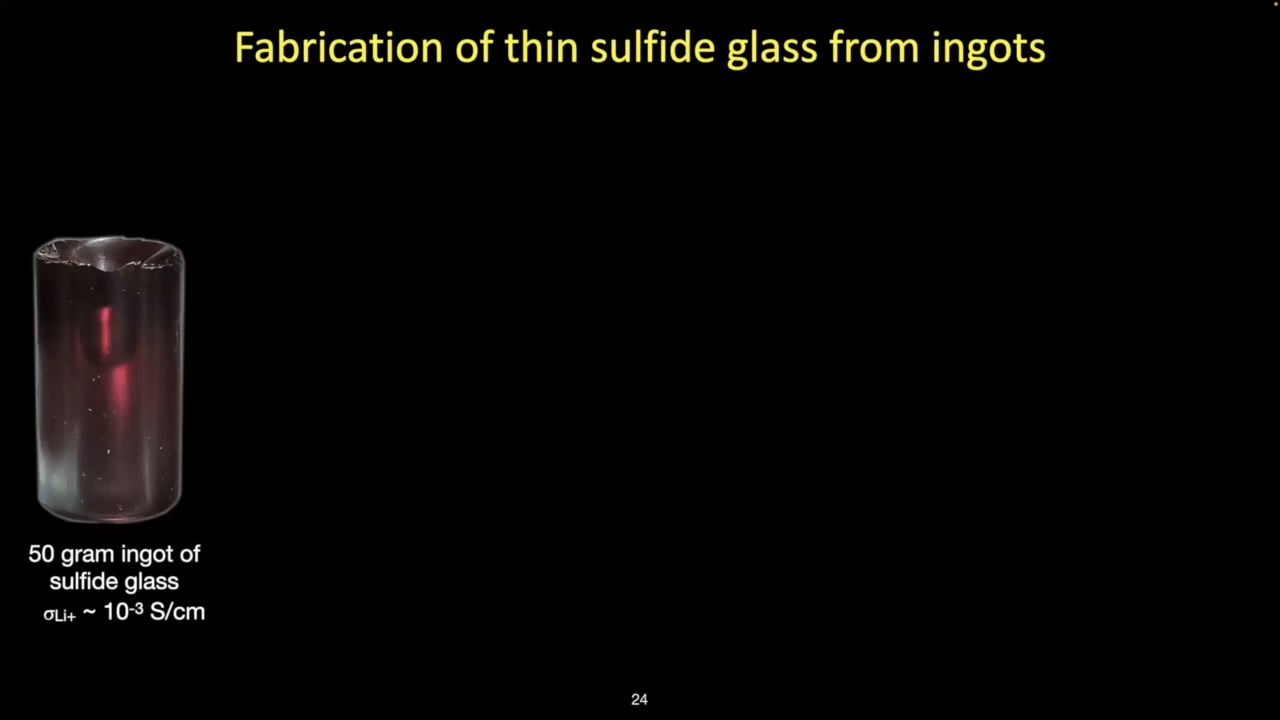 Fabrication of thin sulfide glass from ingots
50 gram ingot of
sulfide glass
σLi+ ~ 10-3 S/cm
24